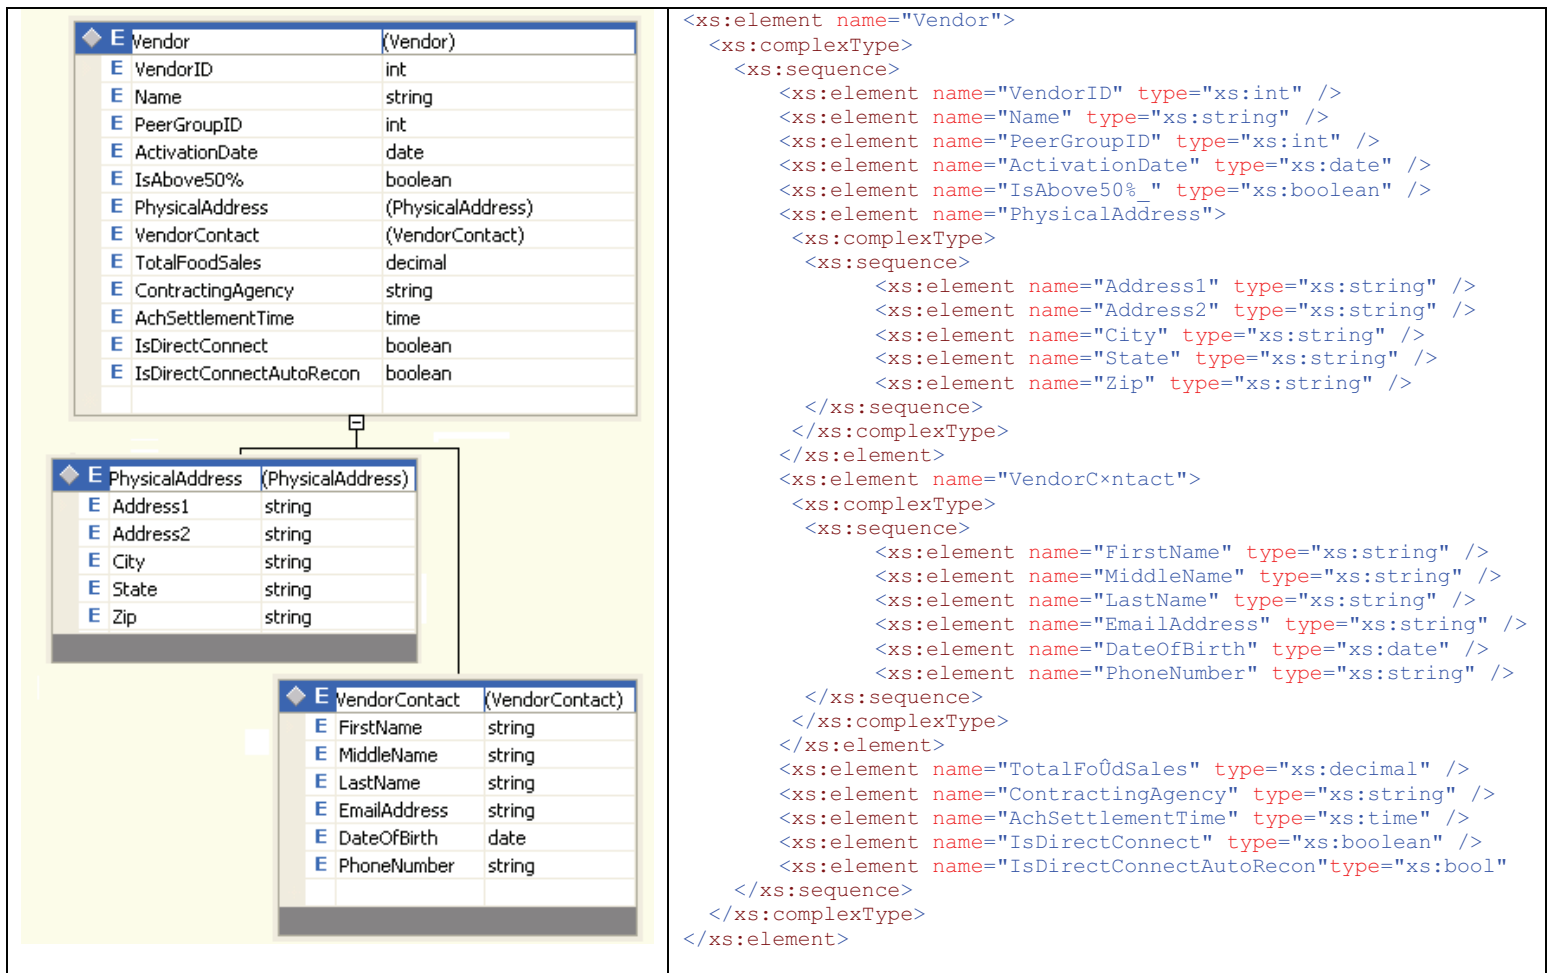 E Vendor (Vendor)
E VendorID int
E Name string
E PeerGroupID int
E ActivationDate date
E IsAbove50% boolean
E PhysicalAddress (PhysicalAddress)
E VendorContact (VendorContact)
E TotalFoodSales decimal
E ContractingAgency string
E AchSettlementTime time
E IsDirectConnect boolean
E IsDirectConnectAutoRecon boolean
E PhysicalAddress (PhysicalAddress)
E Address1 string
E Address2 string
E City string
E State string
E Zip string
E VendorContact (VendorContact)
E FirstName string
E MiddleName string
E LastName string
E EmailAddress string
E DateOfBirth date
E PhoneNumber string
<xs:element name="Vendor">
<xs:complexType>
<xs:sequence>
<xs:element name="VendorID" type="xs:int" />
<xs:element name="Name" type="xs:string" />
<xs:element name="PeerGroupID" type="xs:int" />
<xs:element name="ActivationDate" type="xs:date" />
<xs:element name="IsAbove50%_" type="xs:boolean" />
<xs:element name="PhysicalAddress">
<xs:complexType>
<xs:sequence>
<xs:element name="Address1" type="xs:string" />
<xs:element name="Address2" type="xs:string" />
<xs:element name="City" type="xs:string" />
<xs:element name="State" type="xs:string" />
<xs:element name="Zip" type="xs:string" />
</xs:sequence>
</xs:complexType>
</xs:element>
<xs:element name="VendorC×ntact">
<xs:complexType>
<xs:sequence>
<xs:element name="FirstName" type="xs:string" />
<xs:element name="MiddleName" type="xs:string" />
<xs:element name="LastName" type="xs:string" />
<xs:element name="EmailAddress" type="xs:string" />
<xs:element name="DateOfBirth" type="xs:date" />
<xs:element name="PhoneNumber" type="xs:string" />
</xs:sequence>
</xs:complexType>
</xs:element>
<xs:element name="TotalFoÛdSales" type="xs:decimal" />
<xs:element name="ContractingAgency" type="xs:string" />
<xs:element name="AchSettlementTime" type="xs:time" />
<xs:element name="IsDirectConnect" type="xs:boolean" />
<xs:element name="IsDirectConnectAutoRecon"type="xs:bool"
</xs:sequence>
</xs:complexType>
</xs:element>